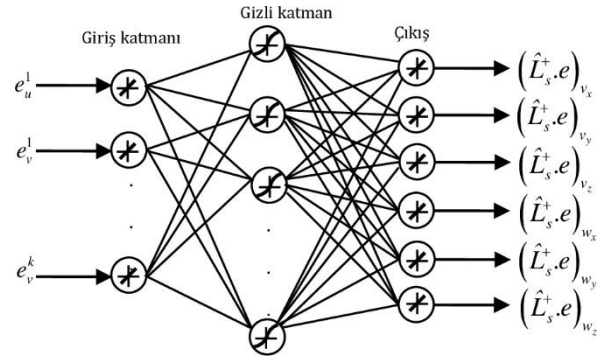 Gizli katman
Giriş katmanı
Çıkış
e_u^1
e_v^1
e_v^k
(L̂_s^+.e)_{v_x}
(L̂_s^+.e)_{v_y}
(L̂_s^+.e)_{v_z}
(L̂_s^+.e)_{w_x}
(L̂_s^+.e)_{w_y}
(L̂_s^+.e)_{w_z}